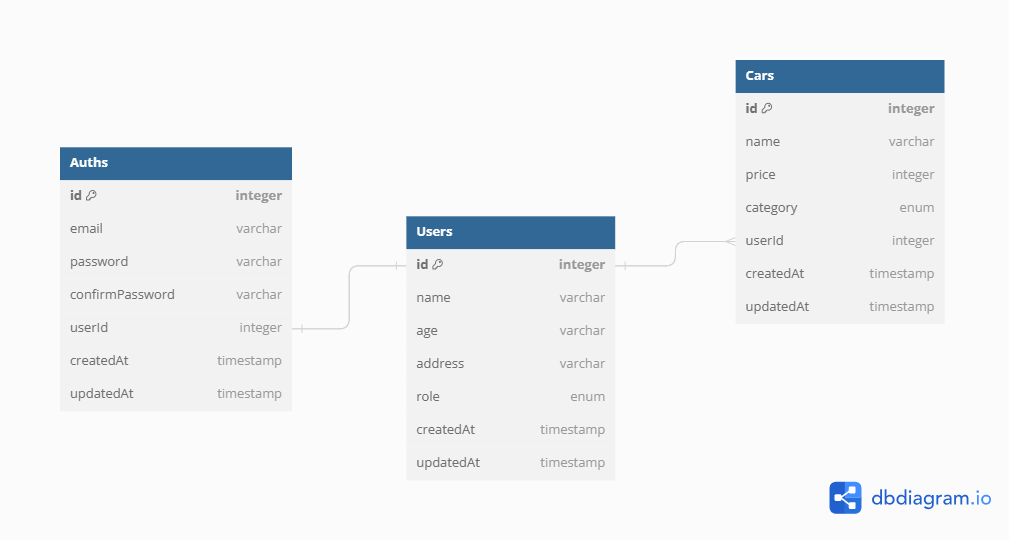 Auths
id integer
email varchar
password varchar
confirmPassword varchar
userId integer
createdAt timestamp
updatedAt timestamp
Users
id integer
name varchar
age varchar
address varchar
role enum
createdAt timestamp
updatedAt timestamp
Cars
id integer
name varchar
price integer
category enum
userId integer
createdAt timestamp
updatedAt timestamp
dbdiagram.io